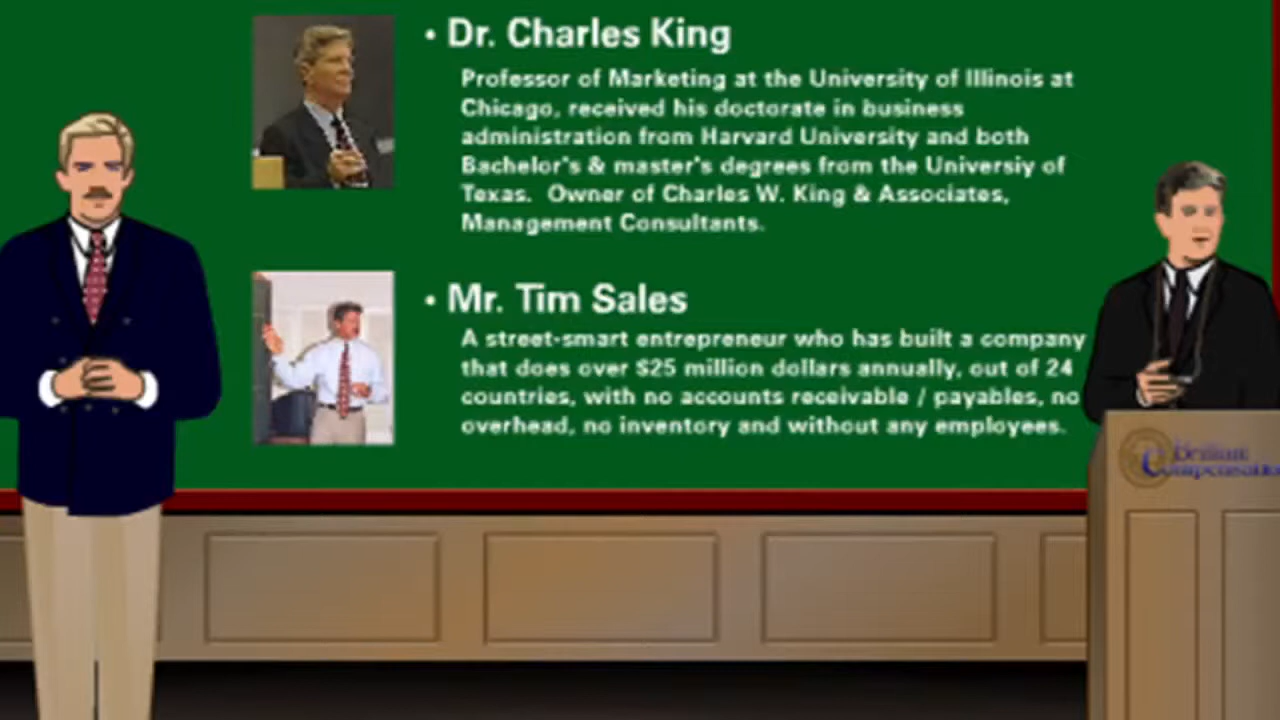 • Dr. Charles King
Professor of Marketing at the University of Illinois at
Chicago, received his doctorate in business
administration from Harvard University and both
Bachelor's & master's degrees from the Universiy of
Texas. Owner of Charles W. King & Associates,
Management Consultants.
• Mr. Tim Sales
A street-smart entrepreneur who has built a company
that does over $25 million dollars annually, out of 24
countries, with no accounts receivable / payables, no
overhead, no inventory and without any employees.
Brilliant